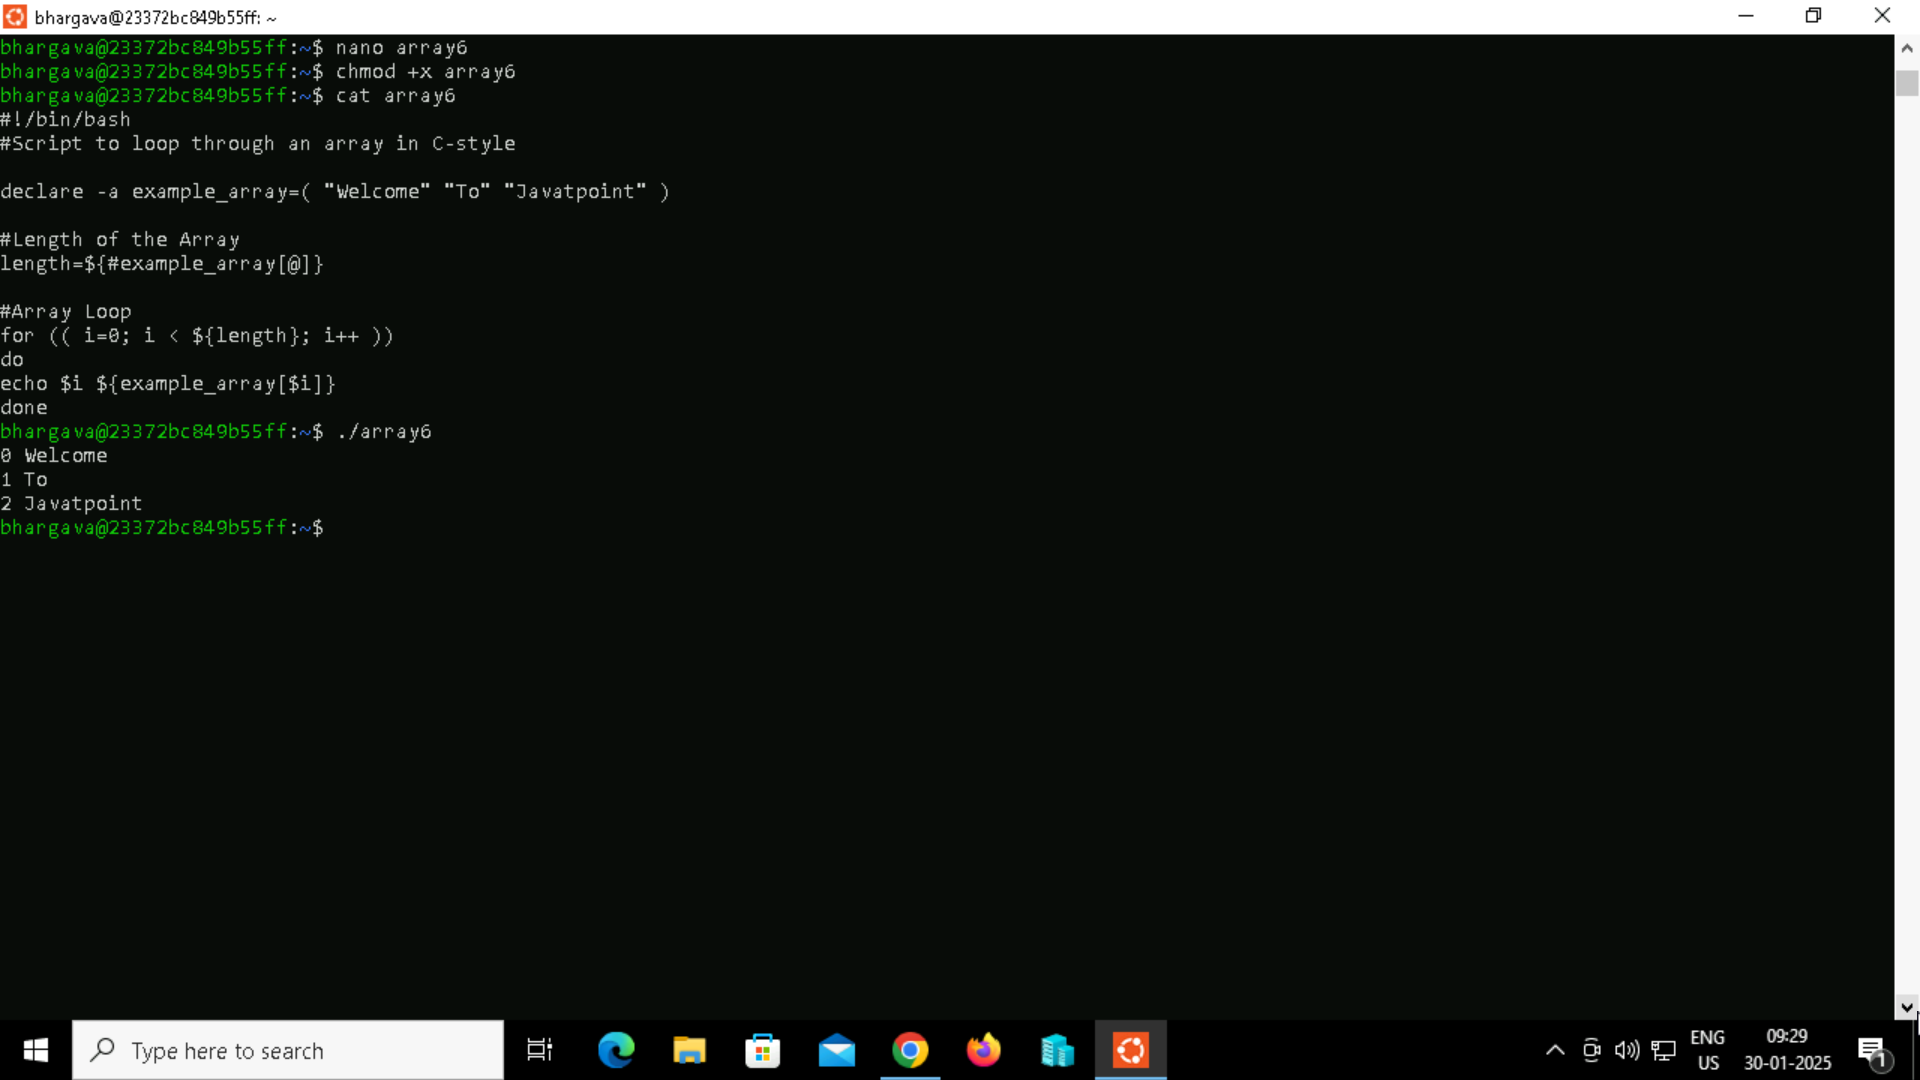 bhargava@23372bc849b55ff: ~
bhargava@23372bc849b55ff:~$ nano array6
bhargava@23372bc849b55ff:~$ chmod +x array6
bhargava@23372bc849b55ff:~$ cat array6
#!/bin/bash
#Script to loop through an array in C-style
declare -a example_array=( "Welcome" "To" "Javatpoint" )
#Length of the Array
length=${#example_array[@]}
#Array Loop
for (( i=0; i < ${length}; i++ ))
do
echo $i ${example_array[$i]}
done
bhargava@23372bc849b55ff:~$ ./array6
0 Welcome
1 To
2 Javatpoint
bhargava@23372bc849b55ff:~$
Type here to search
ENG
US
09:29
30-01-2025
1